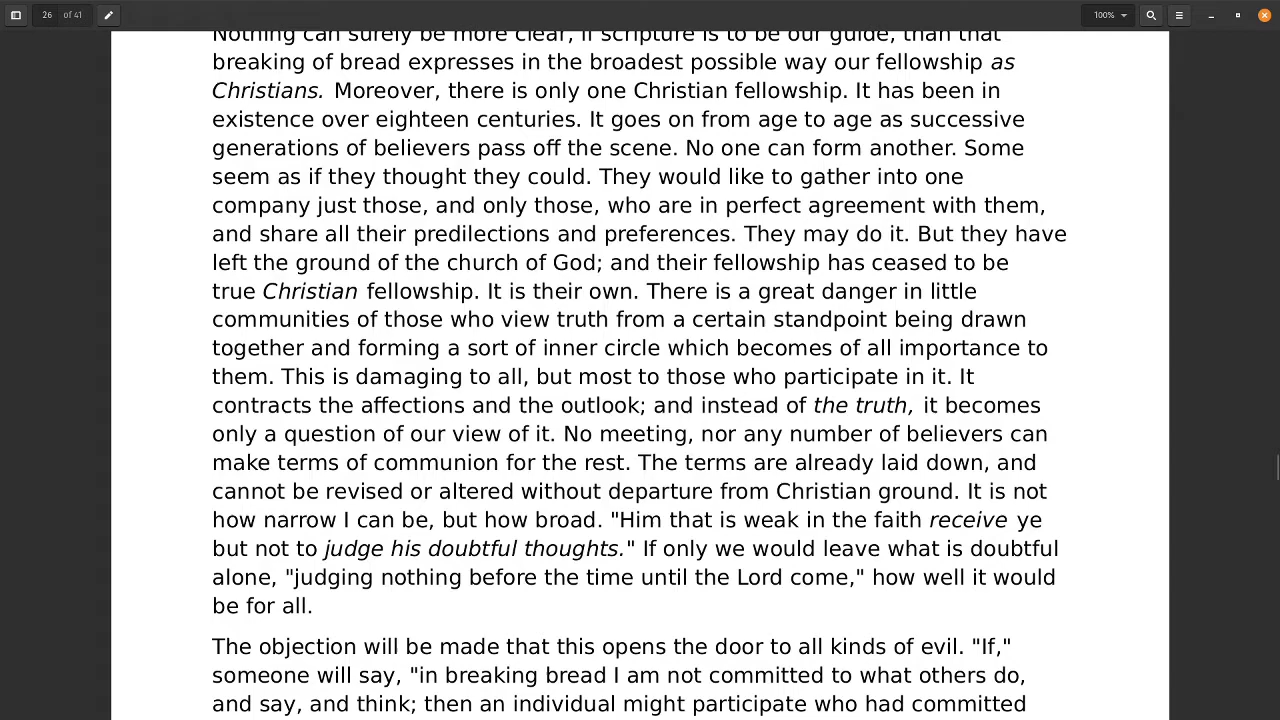 26 of 41
100%
Nothing can surely be more clear, if scripture is to be our guide, than that
breaking of bread expresses in the broadest possible way our fellowship as
Christians. Moreover, there is only one Christian fellowship. It has been in
existence over eighteen centuries. It goes on from age to age as successive
generations of believers pass off the scene. No one can form another. Some
seem as if they thought they could. They would like to gather into one
company just those, and only those, who are in perfect agreement with them,
and share all their predilections and preferences. They may do it. But they have
left the ground of the church of God; and their fellowship has ceased to be
true Christian fellowship. It is their own. There is a great danger in little
communities of those who view truth from a certain standpoint being drawn
together and forming a sort of inner circle which becomes of all importance to
them. This is damaging to all, but most to those who participate in it. It
contracts the affections and the outlook; and instead of the truth, it becomes
only a question of our view of it. No meeting, nor any number of believers can
make terms of communion for the rest. The terms are already laid down, and
cannot be revised or altered without departure from Christian ground. It is not
how narrow I can be, but how broad. "Him that is weak in the faith receive ye
but not to judge his doubtful thoughts." If only we would leave what is doubtful
alone, "judging nothing before the time until the Lord come," how well it would
be for all.
The objection will be made that this opens the door to all kinds of evil. "If,"
someone will say, "in breaking bread I am not committed to what others do,
and say, and think; then an individual might participate who had committed